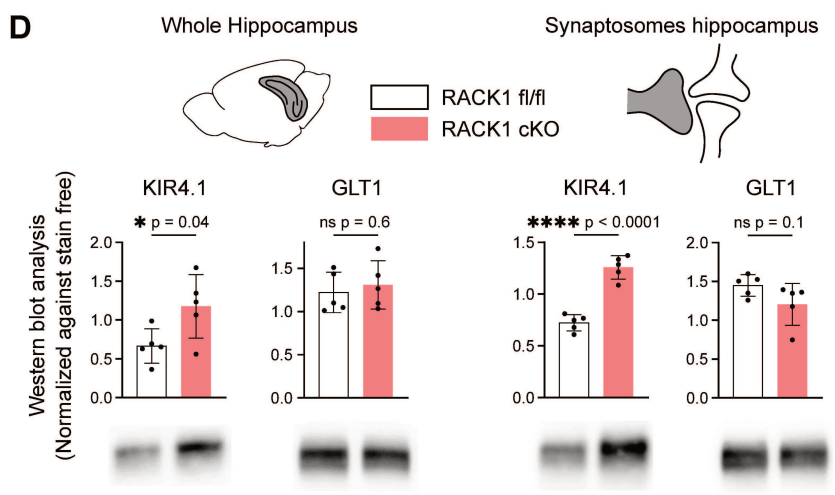 D
Whole Hippocampus
Synaptosomes hippocampus
RACK1 fl/fl
RACK1 cKO
Western blot analysis
(Normalized against stain free)
KIR4.1
* p = 0.04
2.0
1.5
1.0
0.5
0.0
GLT1
ns p = 0.6
1.5
1.0
0.5
0.0
KIR4.1
**** p < 0.0001
1.5
1.0
0.5
0.0
GLT1
ns p = 0.1
2.0
1.5
1.0
0.5
0.0